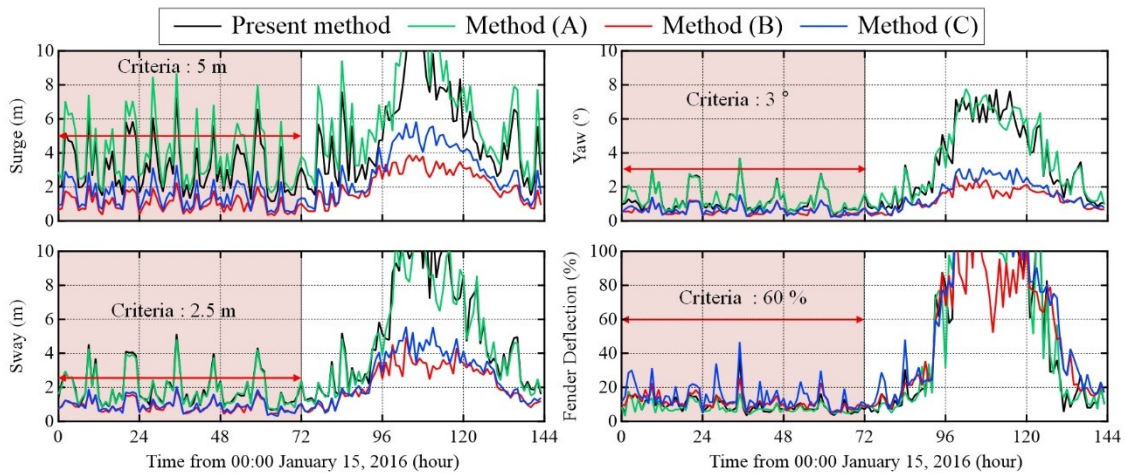 Present method Method (A) Method (B) Method (C)
Surge (m)
10
8
6
4
2
0
Criteria : 5 m
Yaw (°)
10
8
6
4
2
0
Criteria : 3 °
Sway (m)
10
8
6
4
2
0
Criteria : 2.5 m
0 24 48 72 96 120 144
Time from 00:00 January 15, 2016 (hour)
Fender Deflection (%)
100
80
60
40
20
0
Criteria : 60 %
0 24 48 72 96 120 144
Time from 00:00 January 15, 2016 (hour)